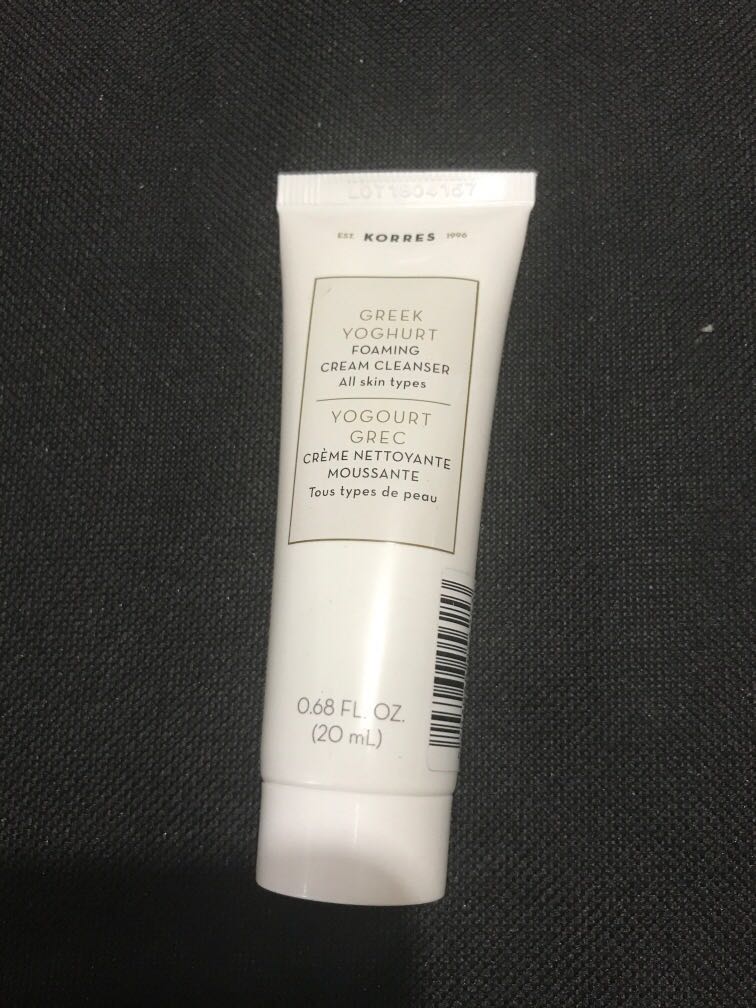 LOT1804167
EST. KORRES 1996
GREEK
YOGHURT
FOAMING
CREAM CLEANSER
All skin types
YOGOURT
GREC
CRÈME NETTOYANTE
MOUSSANTE
Tous types de peau
0.68 FL. OZ.
(20 mL)